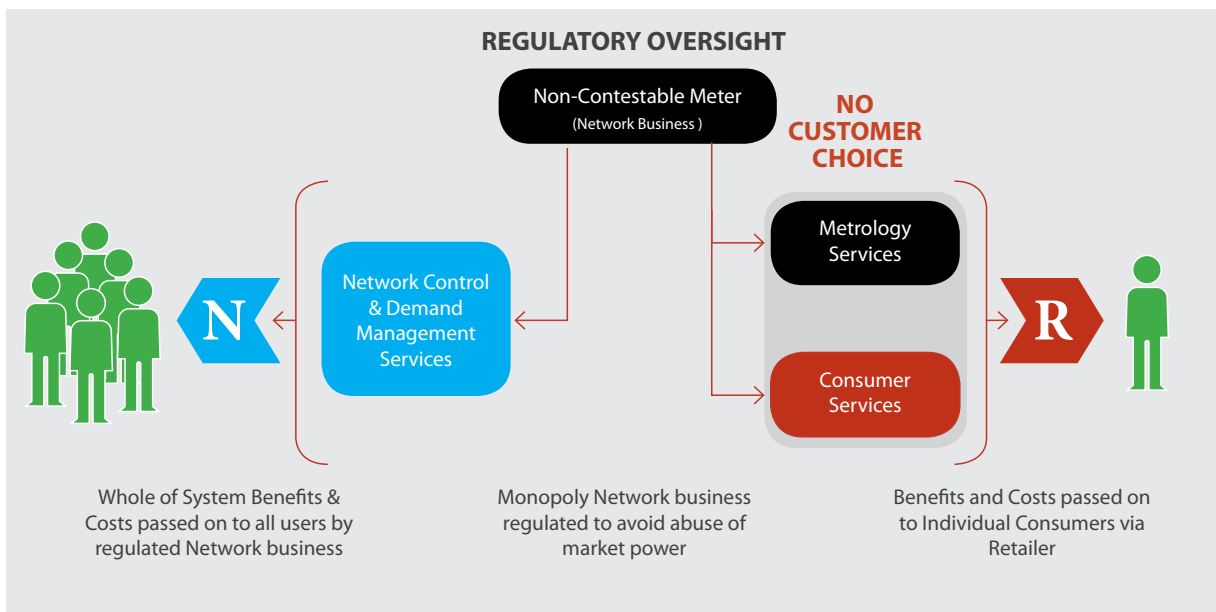 REGULATORY OVERSIGHT
Non-Contestable Meter
(Network Business )
NO
CUSTOMER
CHOICE
Metrology
Services
Network Control
& Demand
Management
Services
N
R
Consumer
Services
Whole of System Benefits &
Costs passed on to all users by
regulated Network business
Monopoly Network business
regulated to avoid abuse of
market power
Benefits and Costs passed on
to Individual Consumers via
Retailer